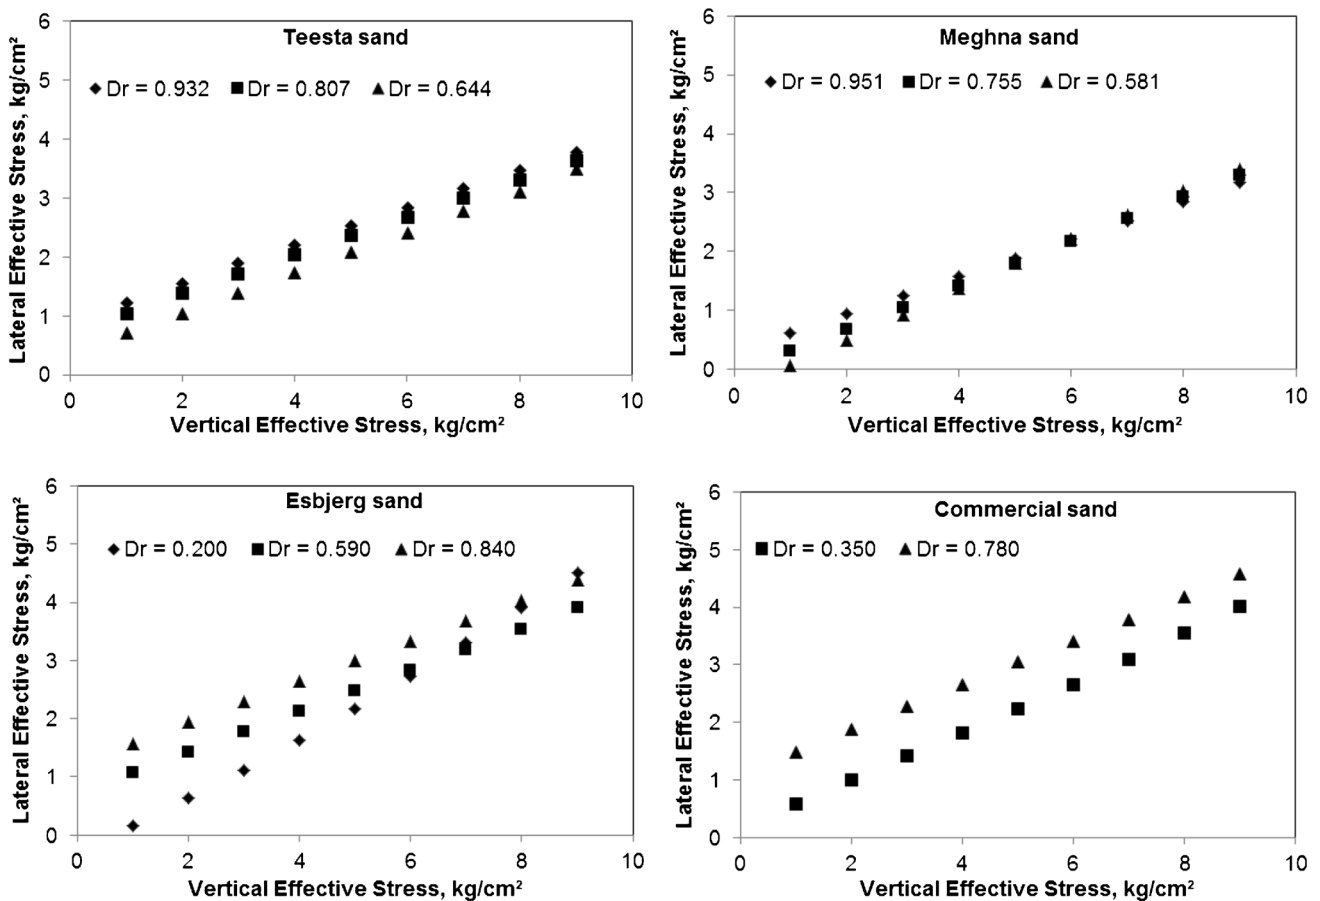 Teesta sand
Dr = 0.932 Dr = 0.807 Dr = 0.644
Lateral Effective Stress, kg/cm²
6
5
4
3
2
1
0
0 2 4 6 8 10
Vertical Effective Stress, kg/cm²
Meghna sand
Dr = 0.951 Dr = 0.755 Dr = 0.581
Lateral Effective Stress, kg/cm²
6
5
4
3
2
1
0
0 2 4 6 8 10
Vertical Effective Stress, kg/cm²
Esbjerg sand
Dr = 0.200 Dr = 0.590 Dr = 0.840
Lateral Effective Stress, kg/cm²
6
5
4
3
2
1
0
0 2 4 6 8 10
Vertical Effective Stress, kg/cm²
Commercial sand
Dr = 0.350 Dr = 0.780
Lateral Effective Stress, kg/cm²
6
5
4
3
2
1
0
0 2 4 6 8 10
Vertical Effective Stress, kg/cm²